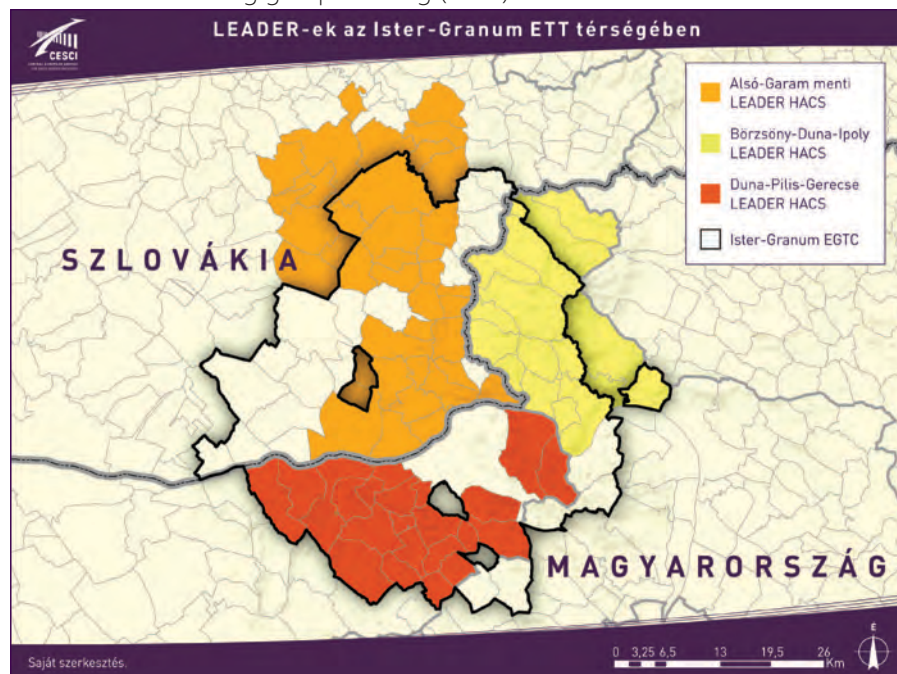 LEADER-ek az Ister-Granum ETT térségében
CESCI
Alsó-Garam menti
LEADER HACS
Börzsöny-Duna-Ipoly
LEADER HACS
Duna-Pilis-Gerecse
LEADER HACS
Ister-Granum EGTC
SZLOVÁKIA
MAGYARORSZÁG
Saját szerkesztés.
0 3,25 6,5 13 19,5 26
Km
É